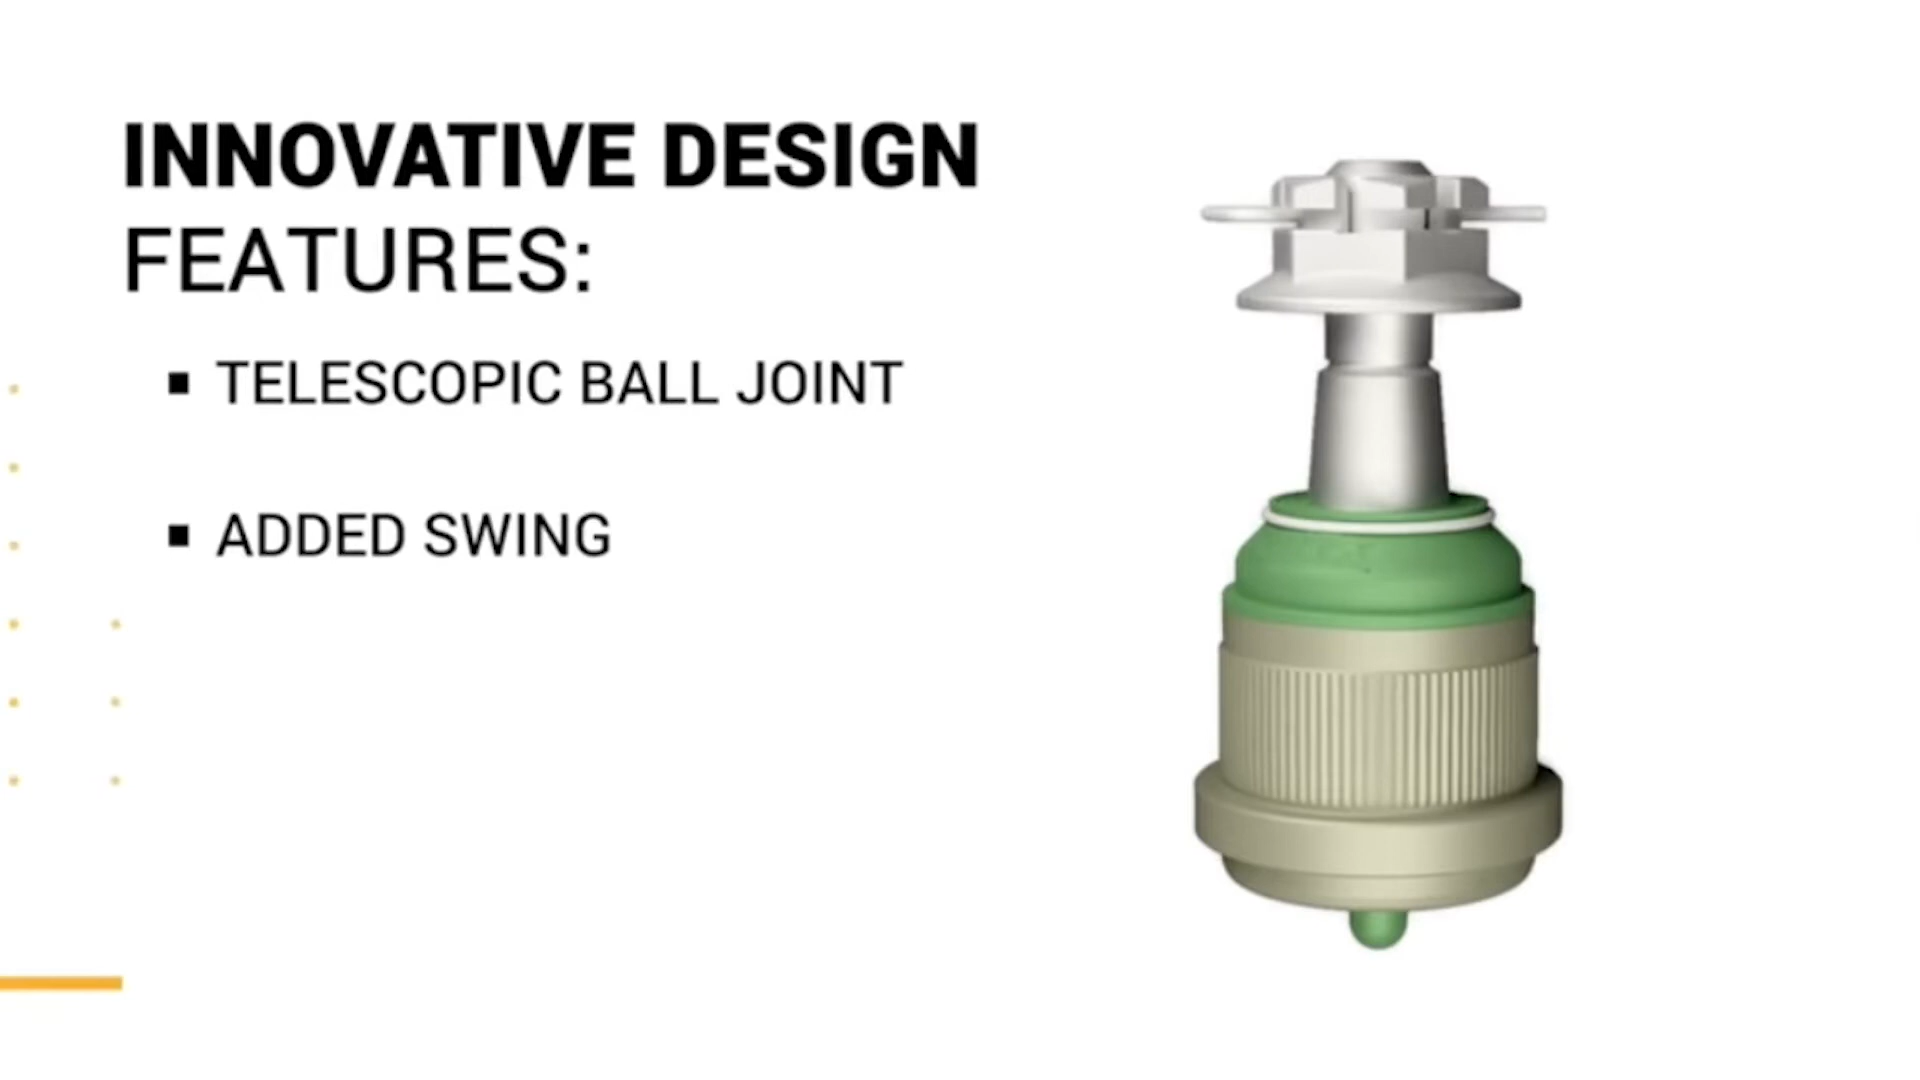 INNOVATIVE DESIGN
FEATURES:
▪ TELESCOPIC BALL JOINT
▪ ADDED SWING